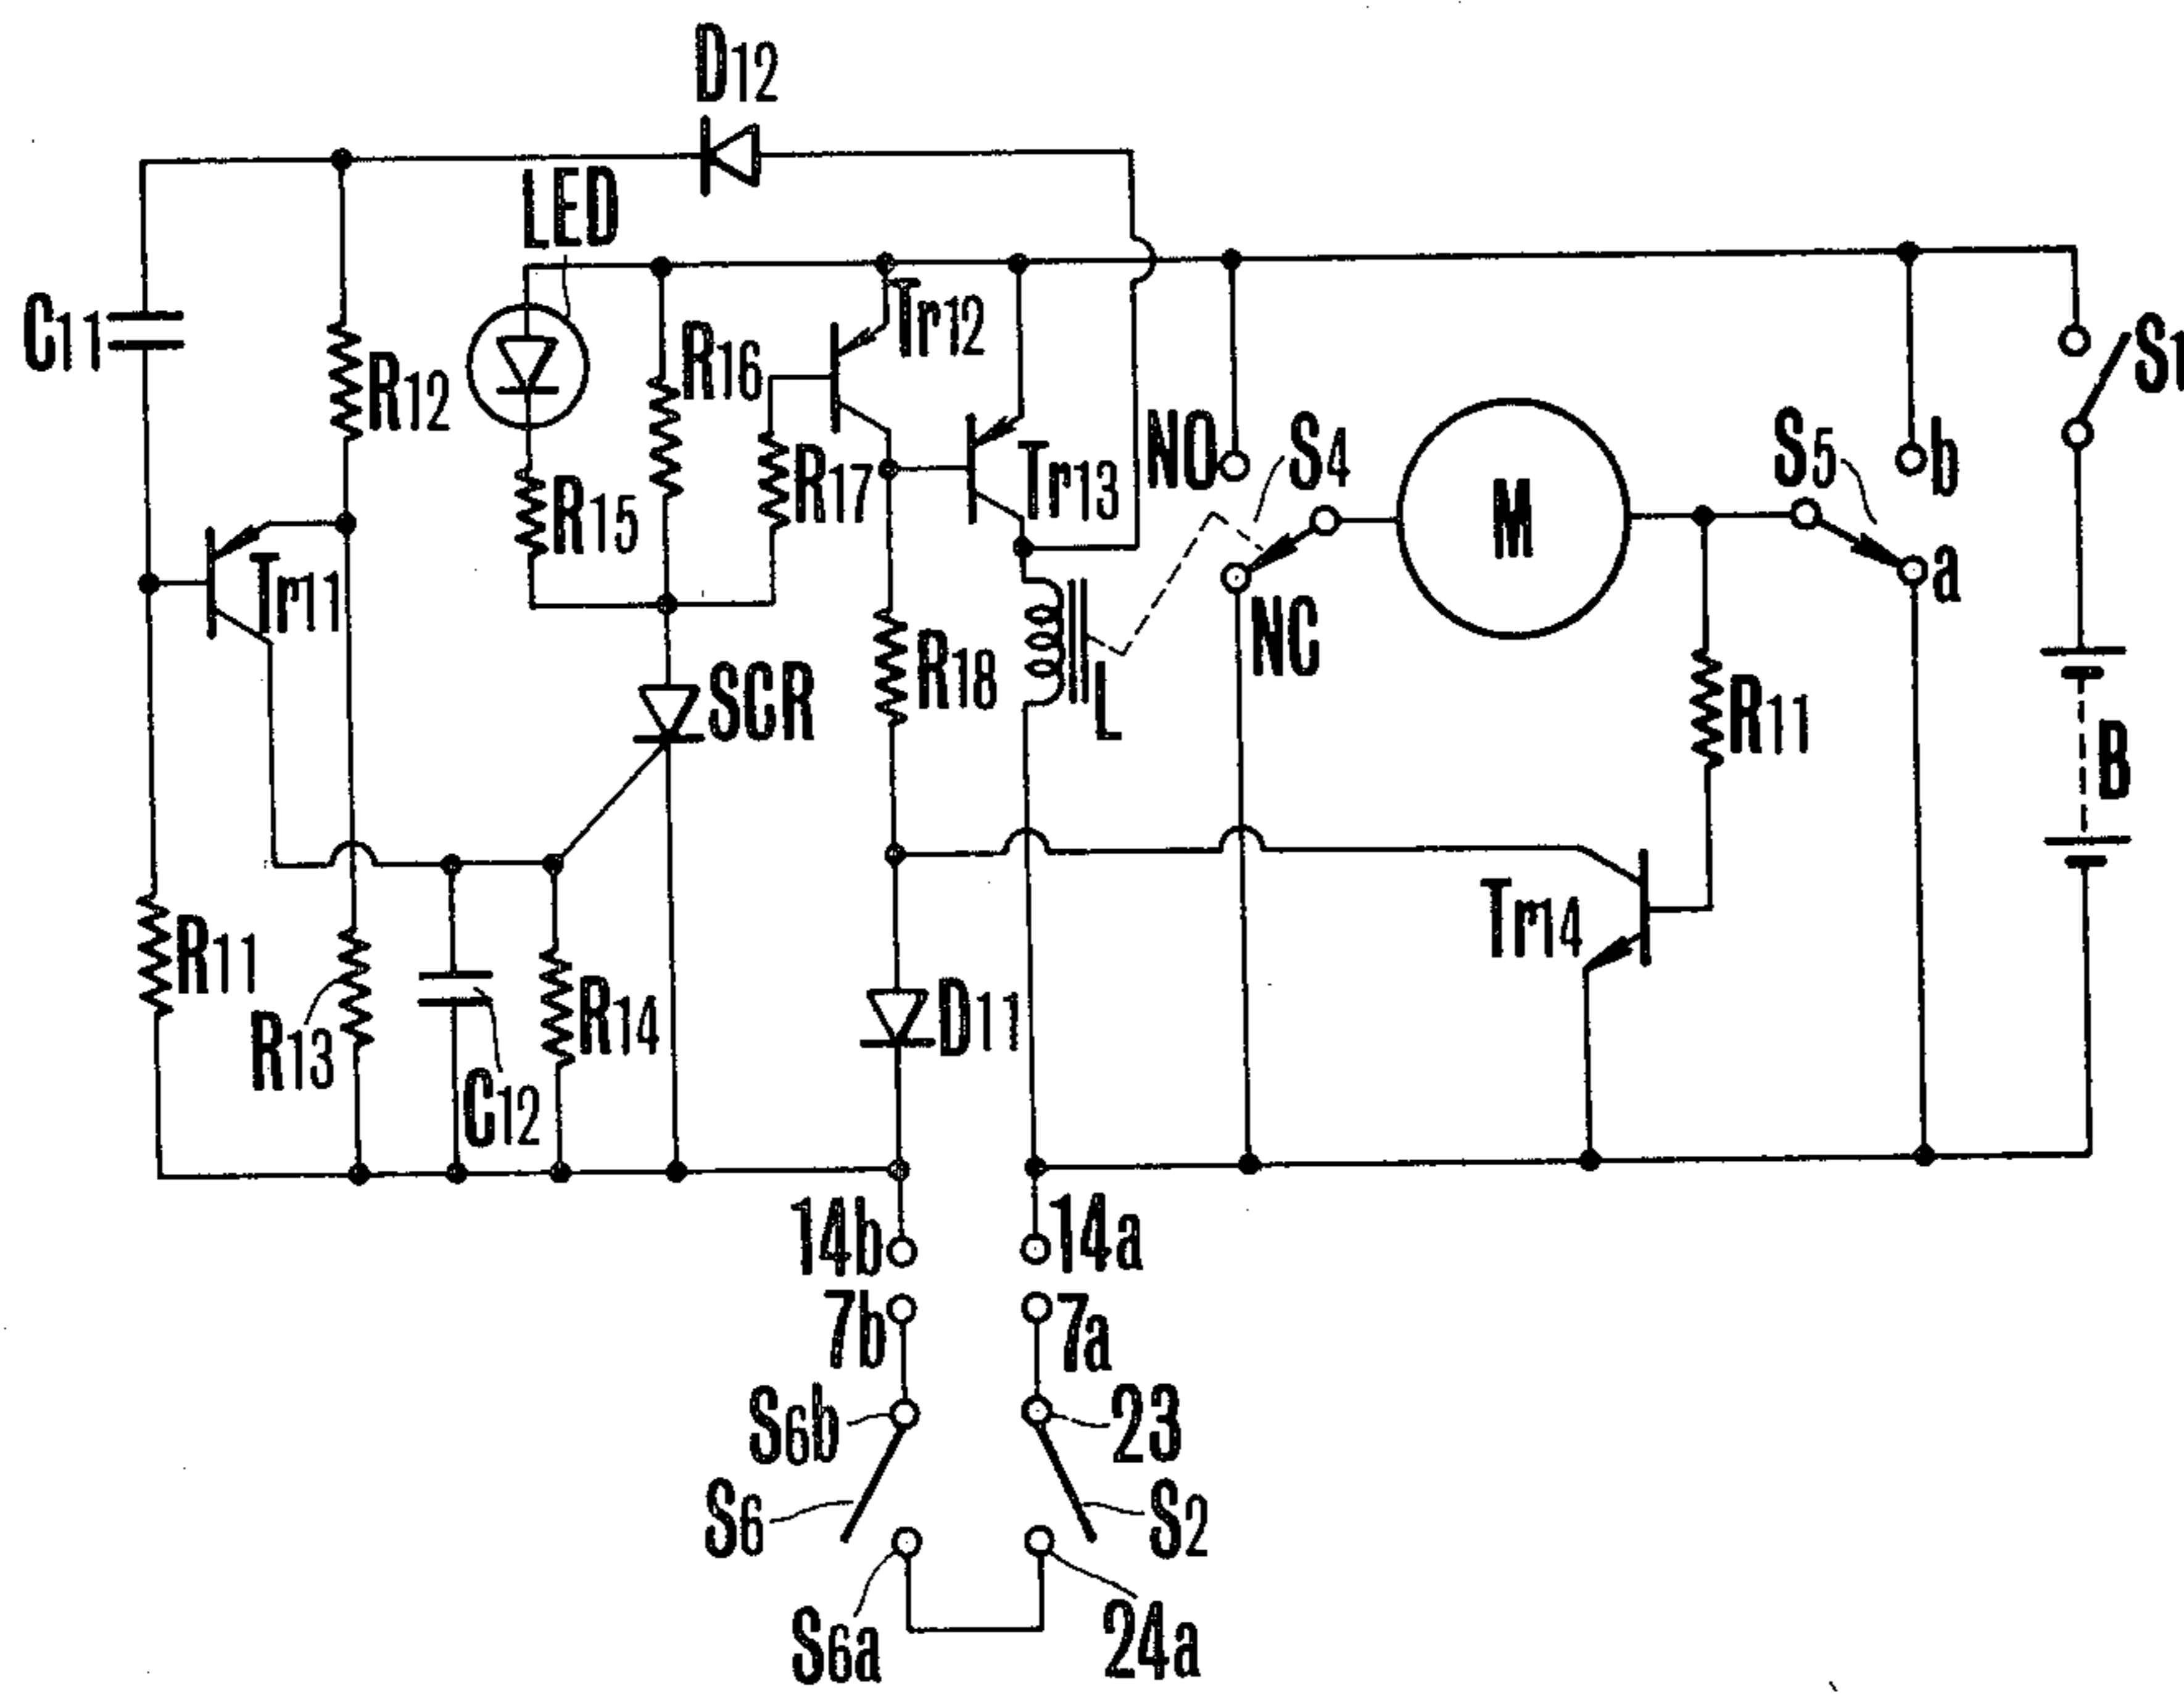 D12
LED
C11
R12
R16
Tr12
S1
NO
S4
S5
b
R15
R17
Tr13
M
a
Tr11
NC
SCR
R18
L
R11
B
Tr14
R11
R13
C12
R14
D11
14b
14a
7b
7a
S6b
23
S6
S2
S6a
24a